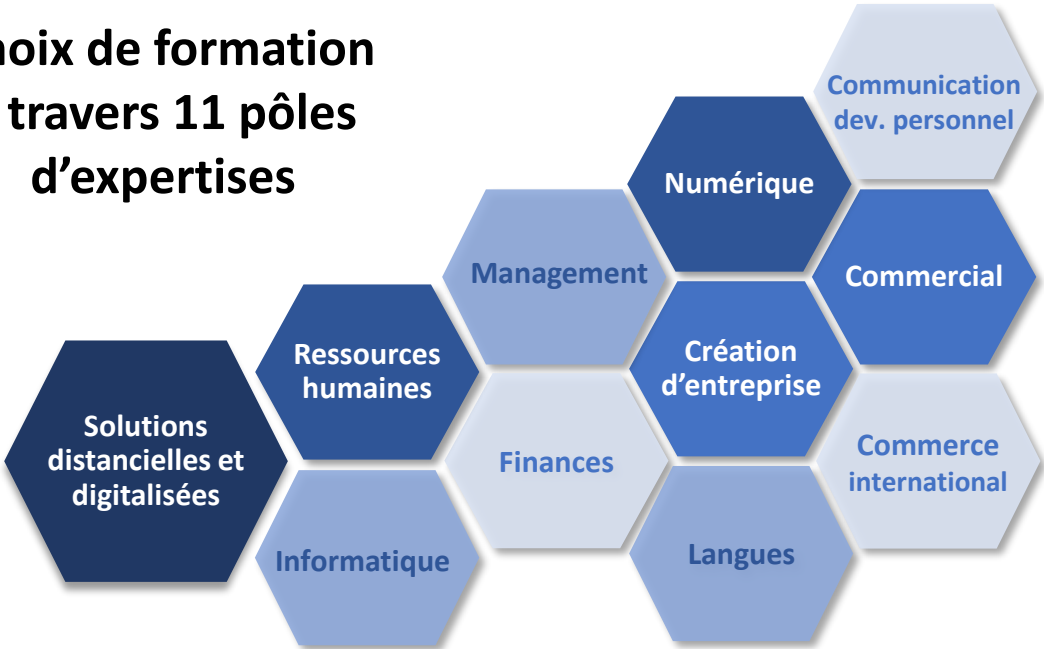 hoix de formation
travers 11 pôles
d’expertises
Communication
dev. personnel
Numérique
Management
Commercial
Ressources
humaines
Création
d’entreprise
Solutions
distancielles et
digitalisées
Finances
Commerce
international
Informatique
Langues